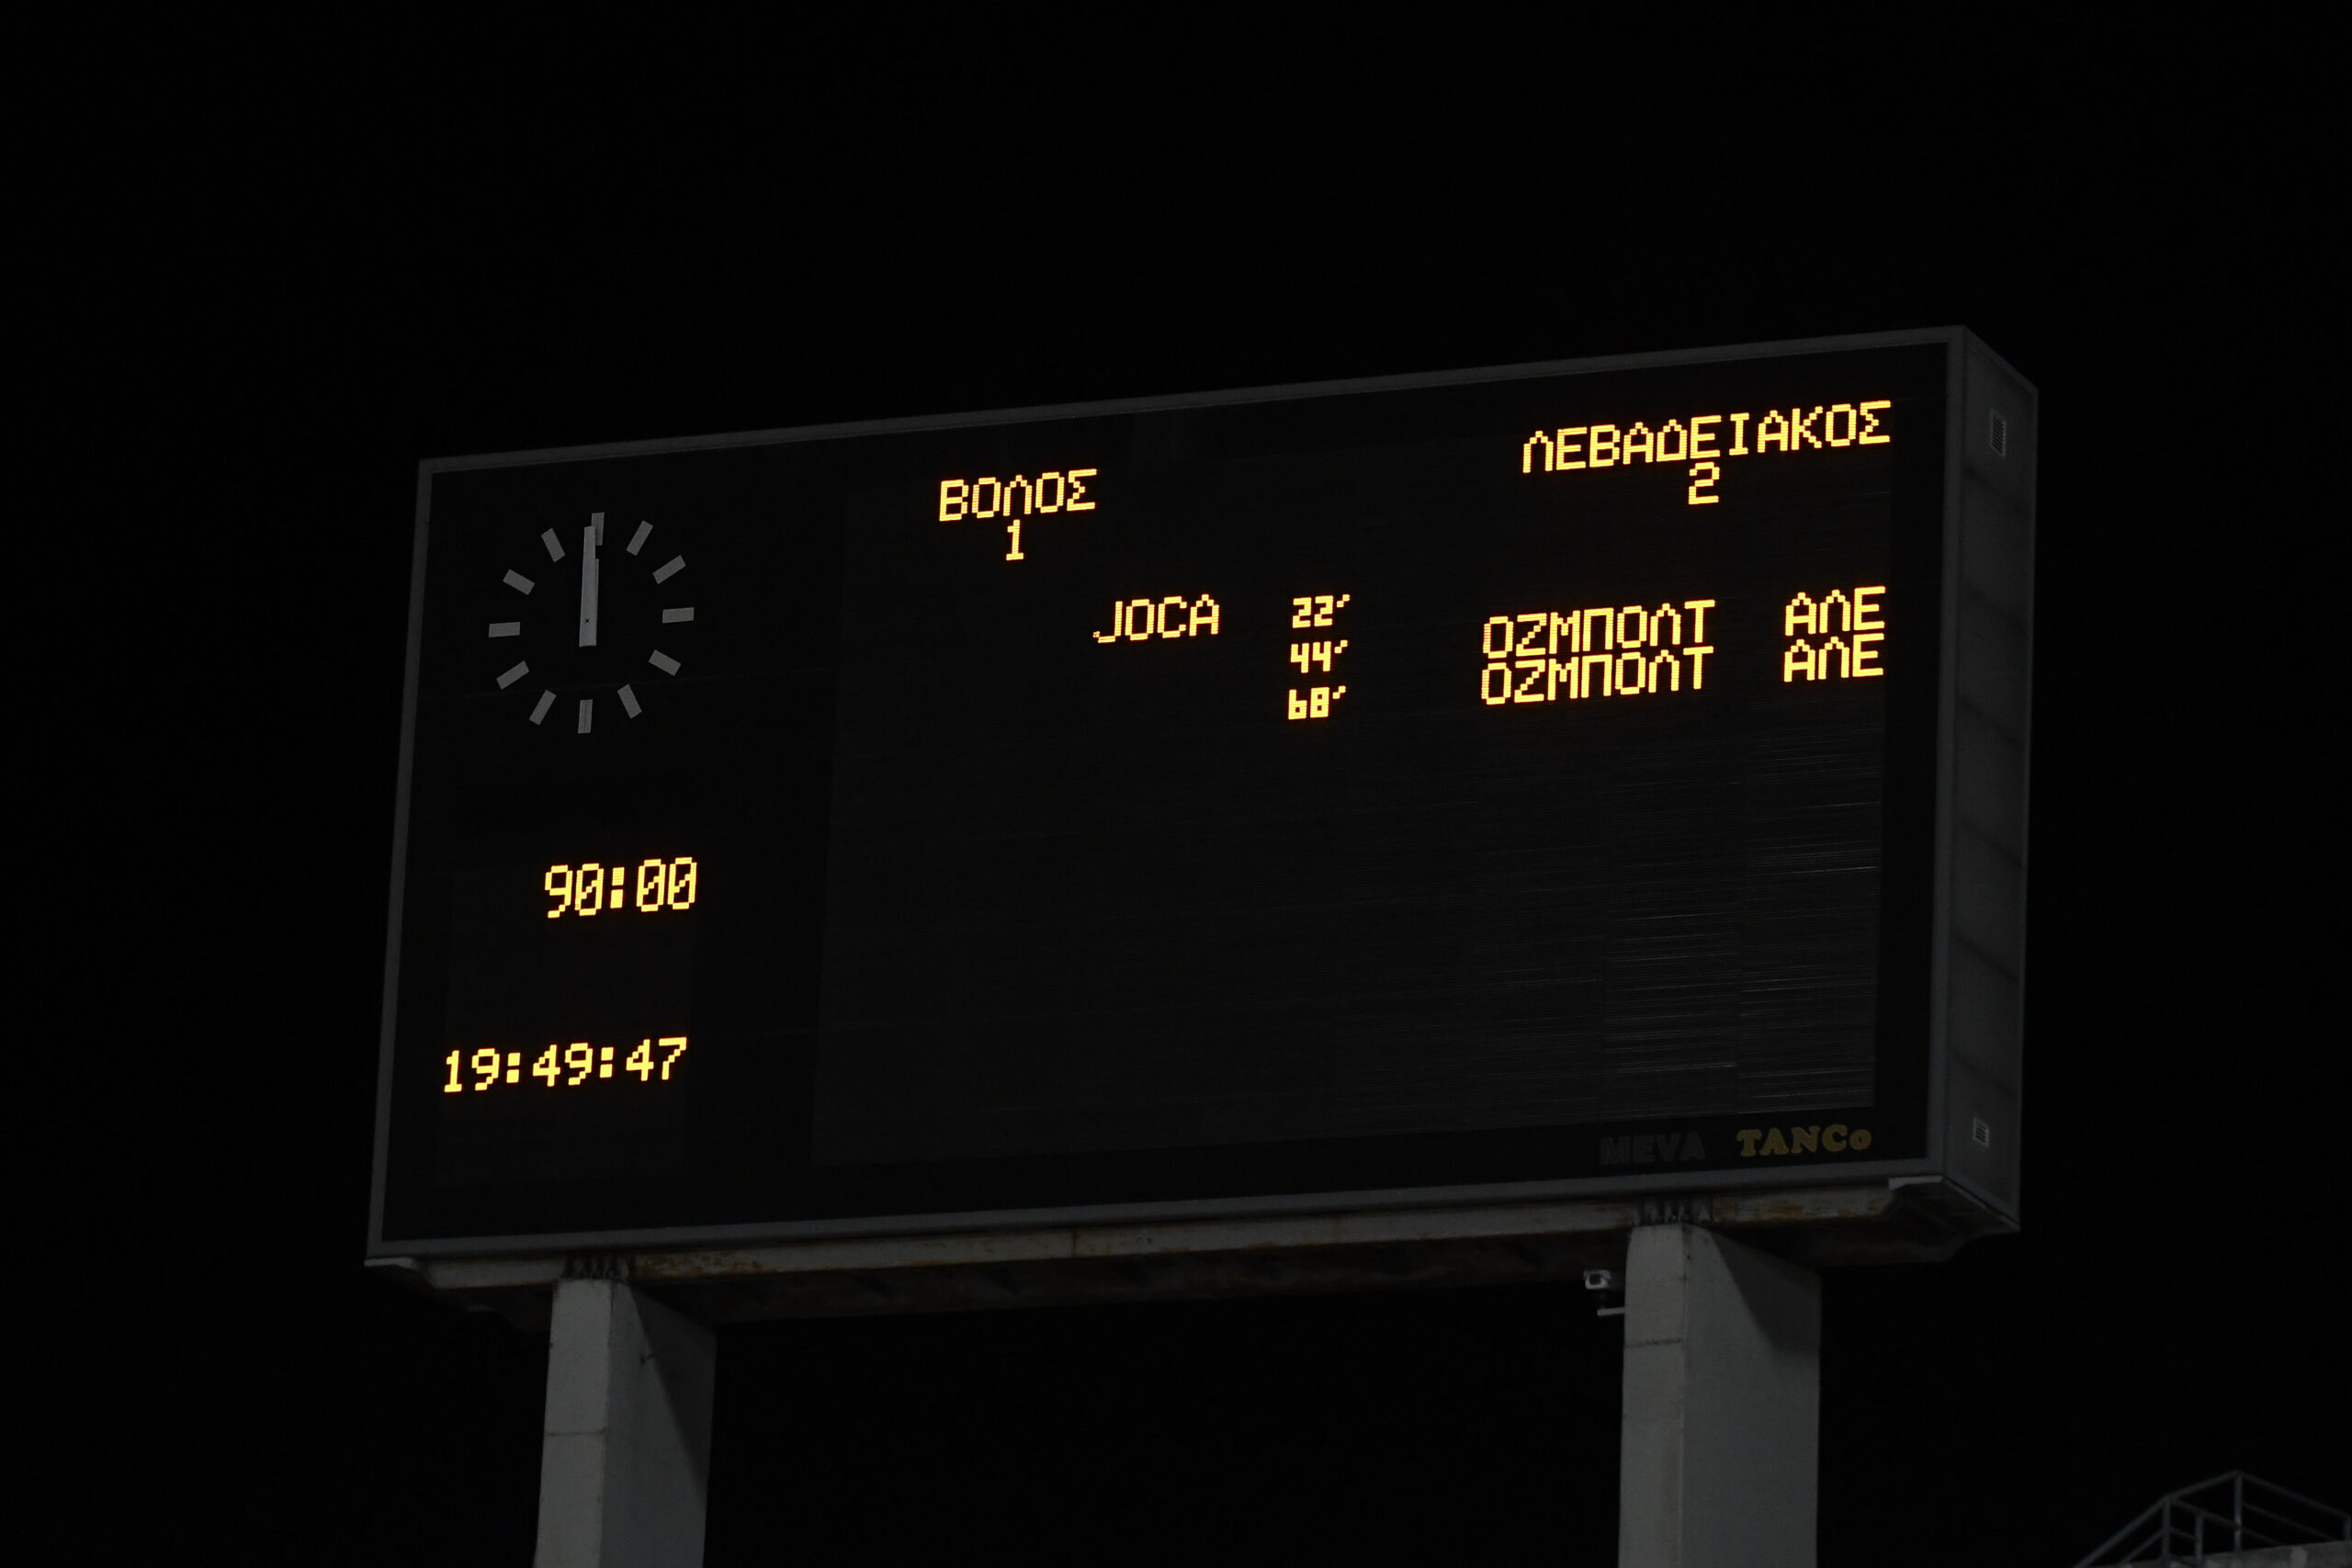 ΒΟΛΟΣ ΛΕΒΑΔΕΙΑΚΟΣ
1 2
JOCA 22' ΟΖΜΠΟΛΤ ΑΛΕ
44' ΟΖΜΠΟΛΤ ΑΛΕ
68'
90:00
19:49:47
MEVA TANCo